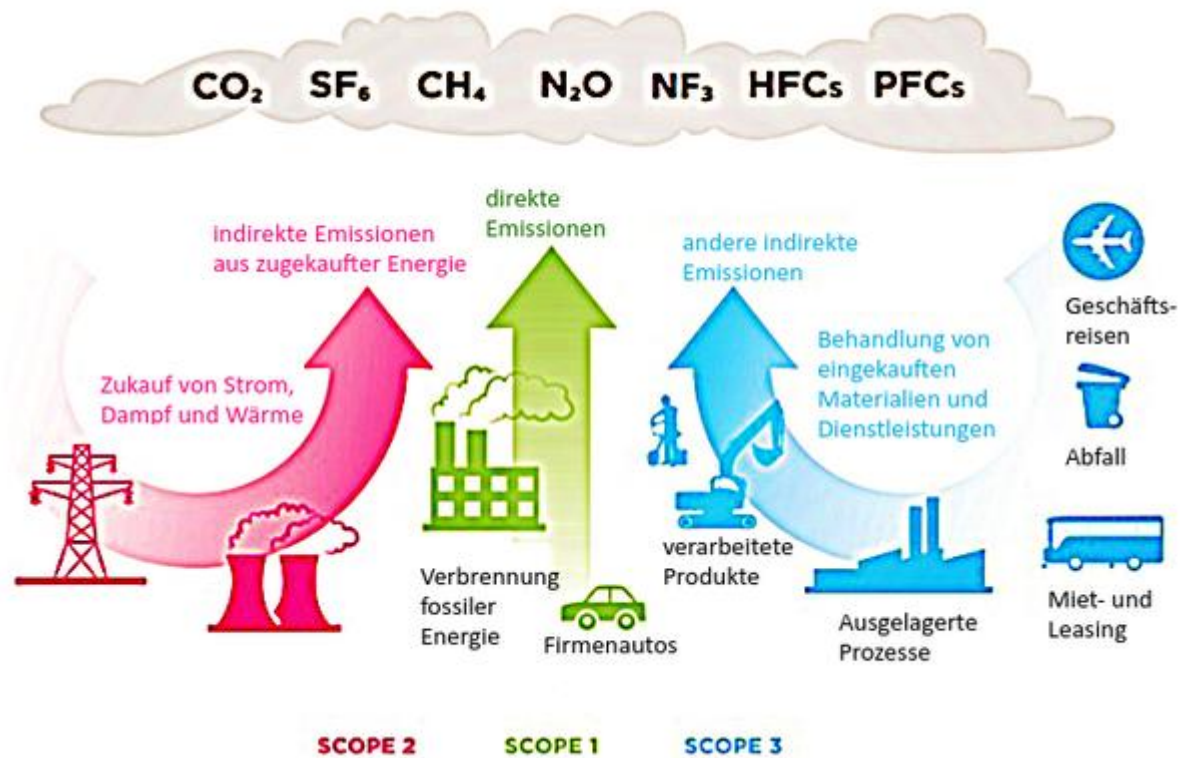 CO₂ SF₆ CH₄ N₂O NF₃ HFCs PFCs
indirekte Emissionen
aus zugekaufter Energie
Zukauf von Strom,
Dampf und Wärme
direkte
Emissionen
Verbrennung
fossiler
Energie
Firmenautos
andere indirekte
Emissionen
Behandlung von
eingekauften
Materialien und
Dienstleistungen
verarbeitete
Produkte
Ausgelagerte
Prozesse
Geschäfts-
reisen
Abfall
Miet- und
Leasing
SCOPE 2 SCOPE 1 SCOPE 3